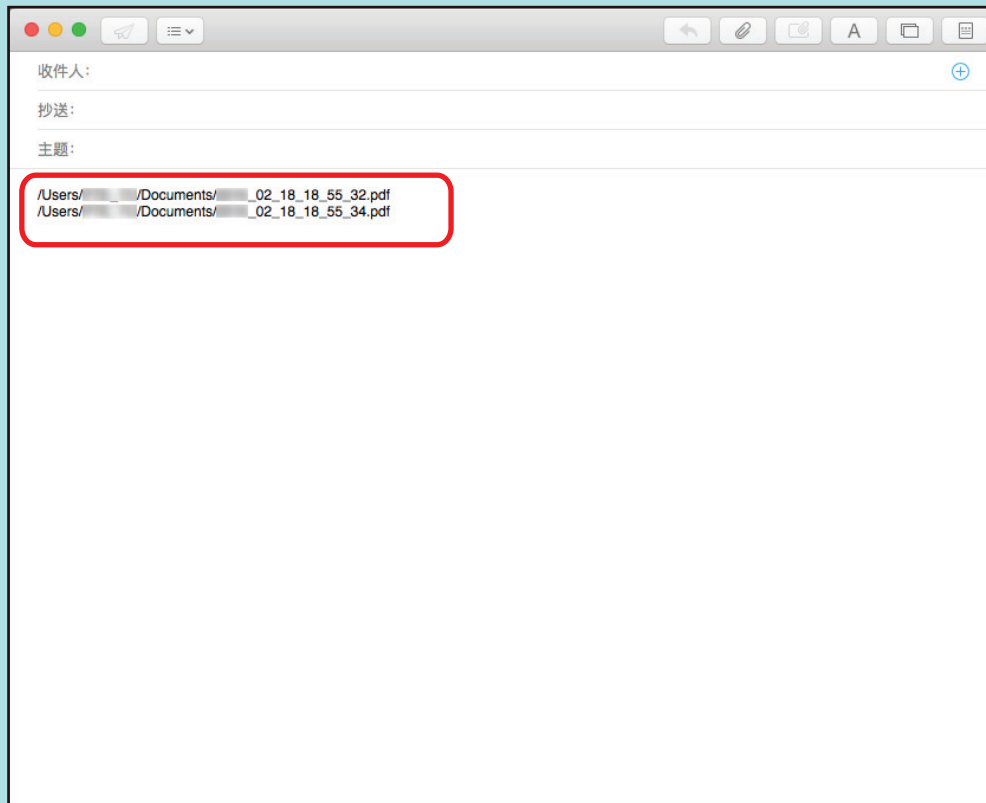 A
收件人:
抄送:
主题:
/Users/ /Documents/ _02_18_18_55_32.pdf
/Users/ /Documents/ _02_18_18_55_34.pdf